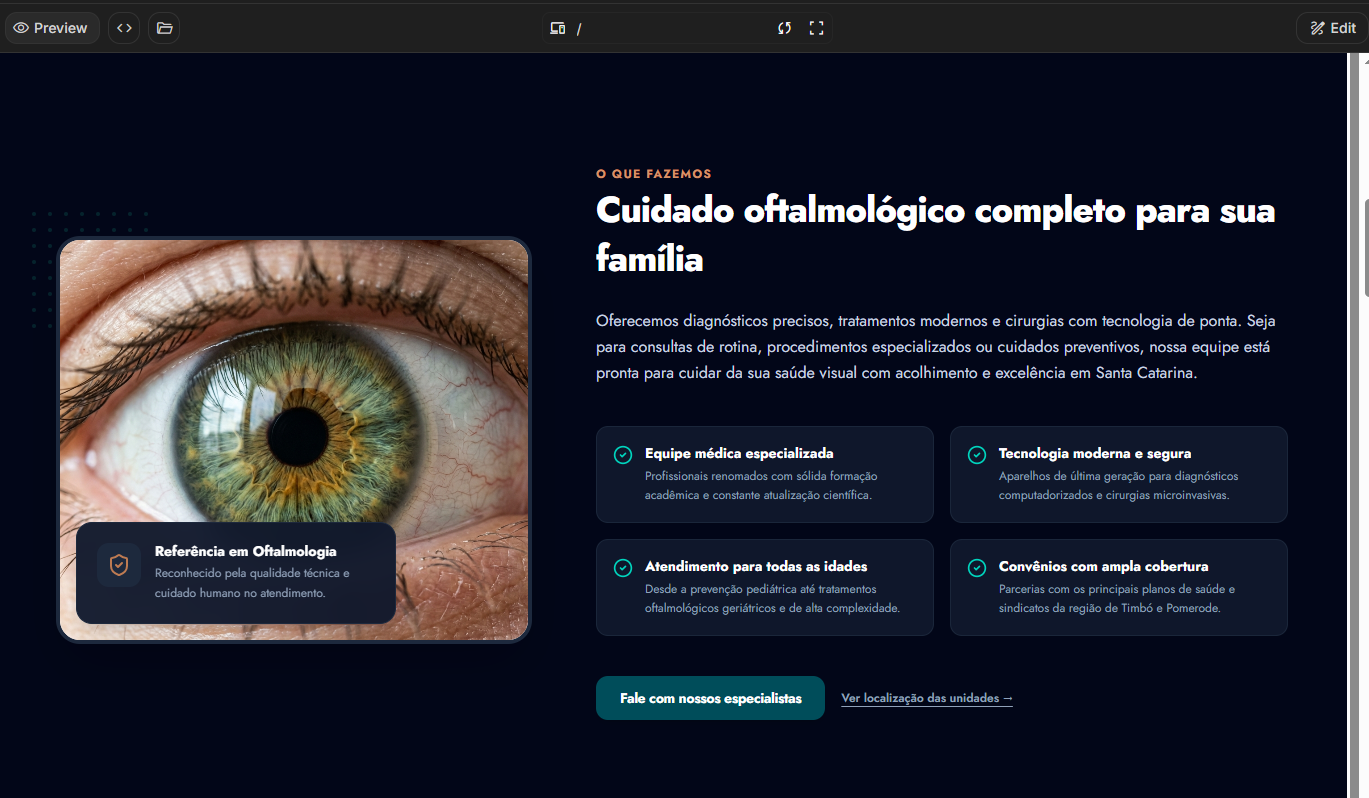 Preview
/
Edit
O QUE FAZEMOS
Cuidado oftalmológico completo para sua
família
Oferecemos diagnósticos precisos, tratamentos modernos e cirurgias com tecnologia de ponta. Seja
para consultas de rotina, procedimentos especializados ou cuidados preventivos, nossa equipe está
pronta para cuidar da sua saúde visual com acolhimento e excelência em Santa Catarina.
Equipe médica especializada
Profissionais renomados com sólida formação
acadêmica e constante atualização científica.
Tecnologia moderna e segura
Aparelhos de última geração para diagnósticos
computadorizados e cirurgias microinvasivas.
Referência em Oftalmologia
Reconhecido pela qualidade técnica e
cuidado humano no atendimento.
Atendimento para todas as idades
Desde a prevenção pediátrica até tratamentos
oftalmológicos geriátricos e de alta complexidade.
Convênios com ampla cobertura
Parcerias com os principais planos de saúde e
sindicatos da região de Timbó e Pomerode.
Fale com nossos especialistas
Ver localização das unidades →